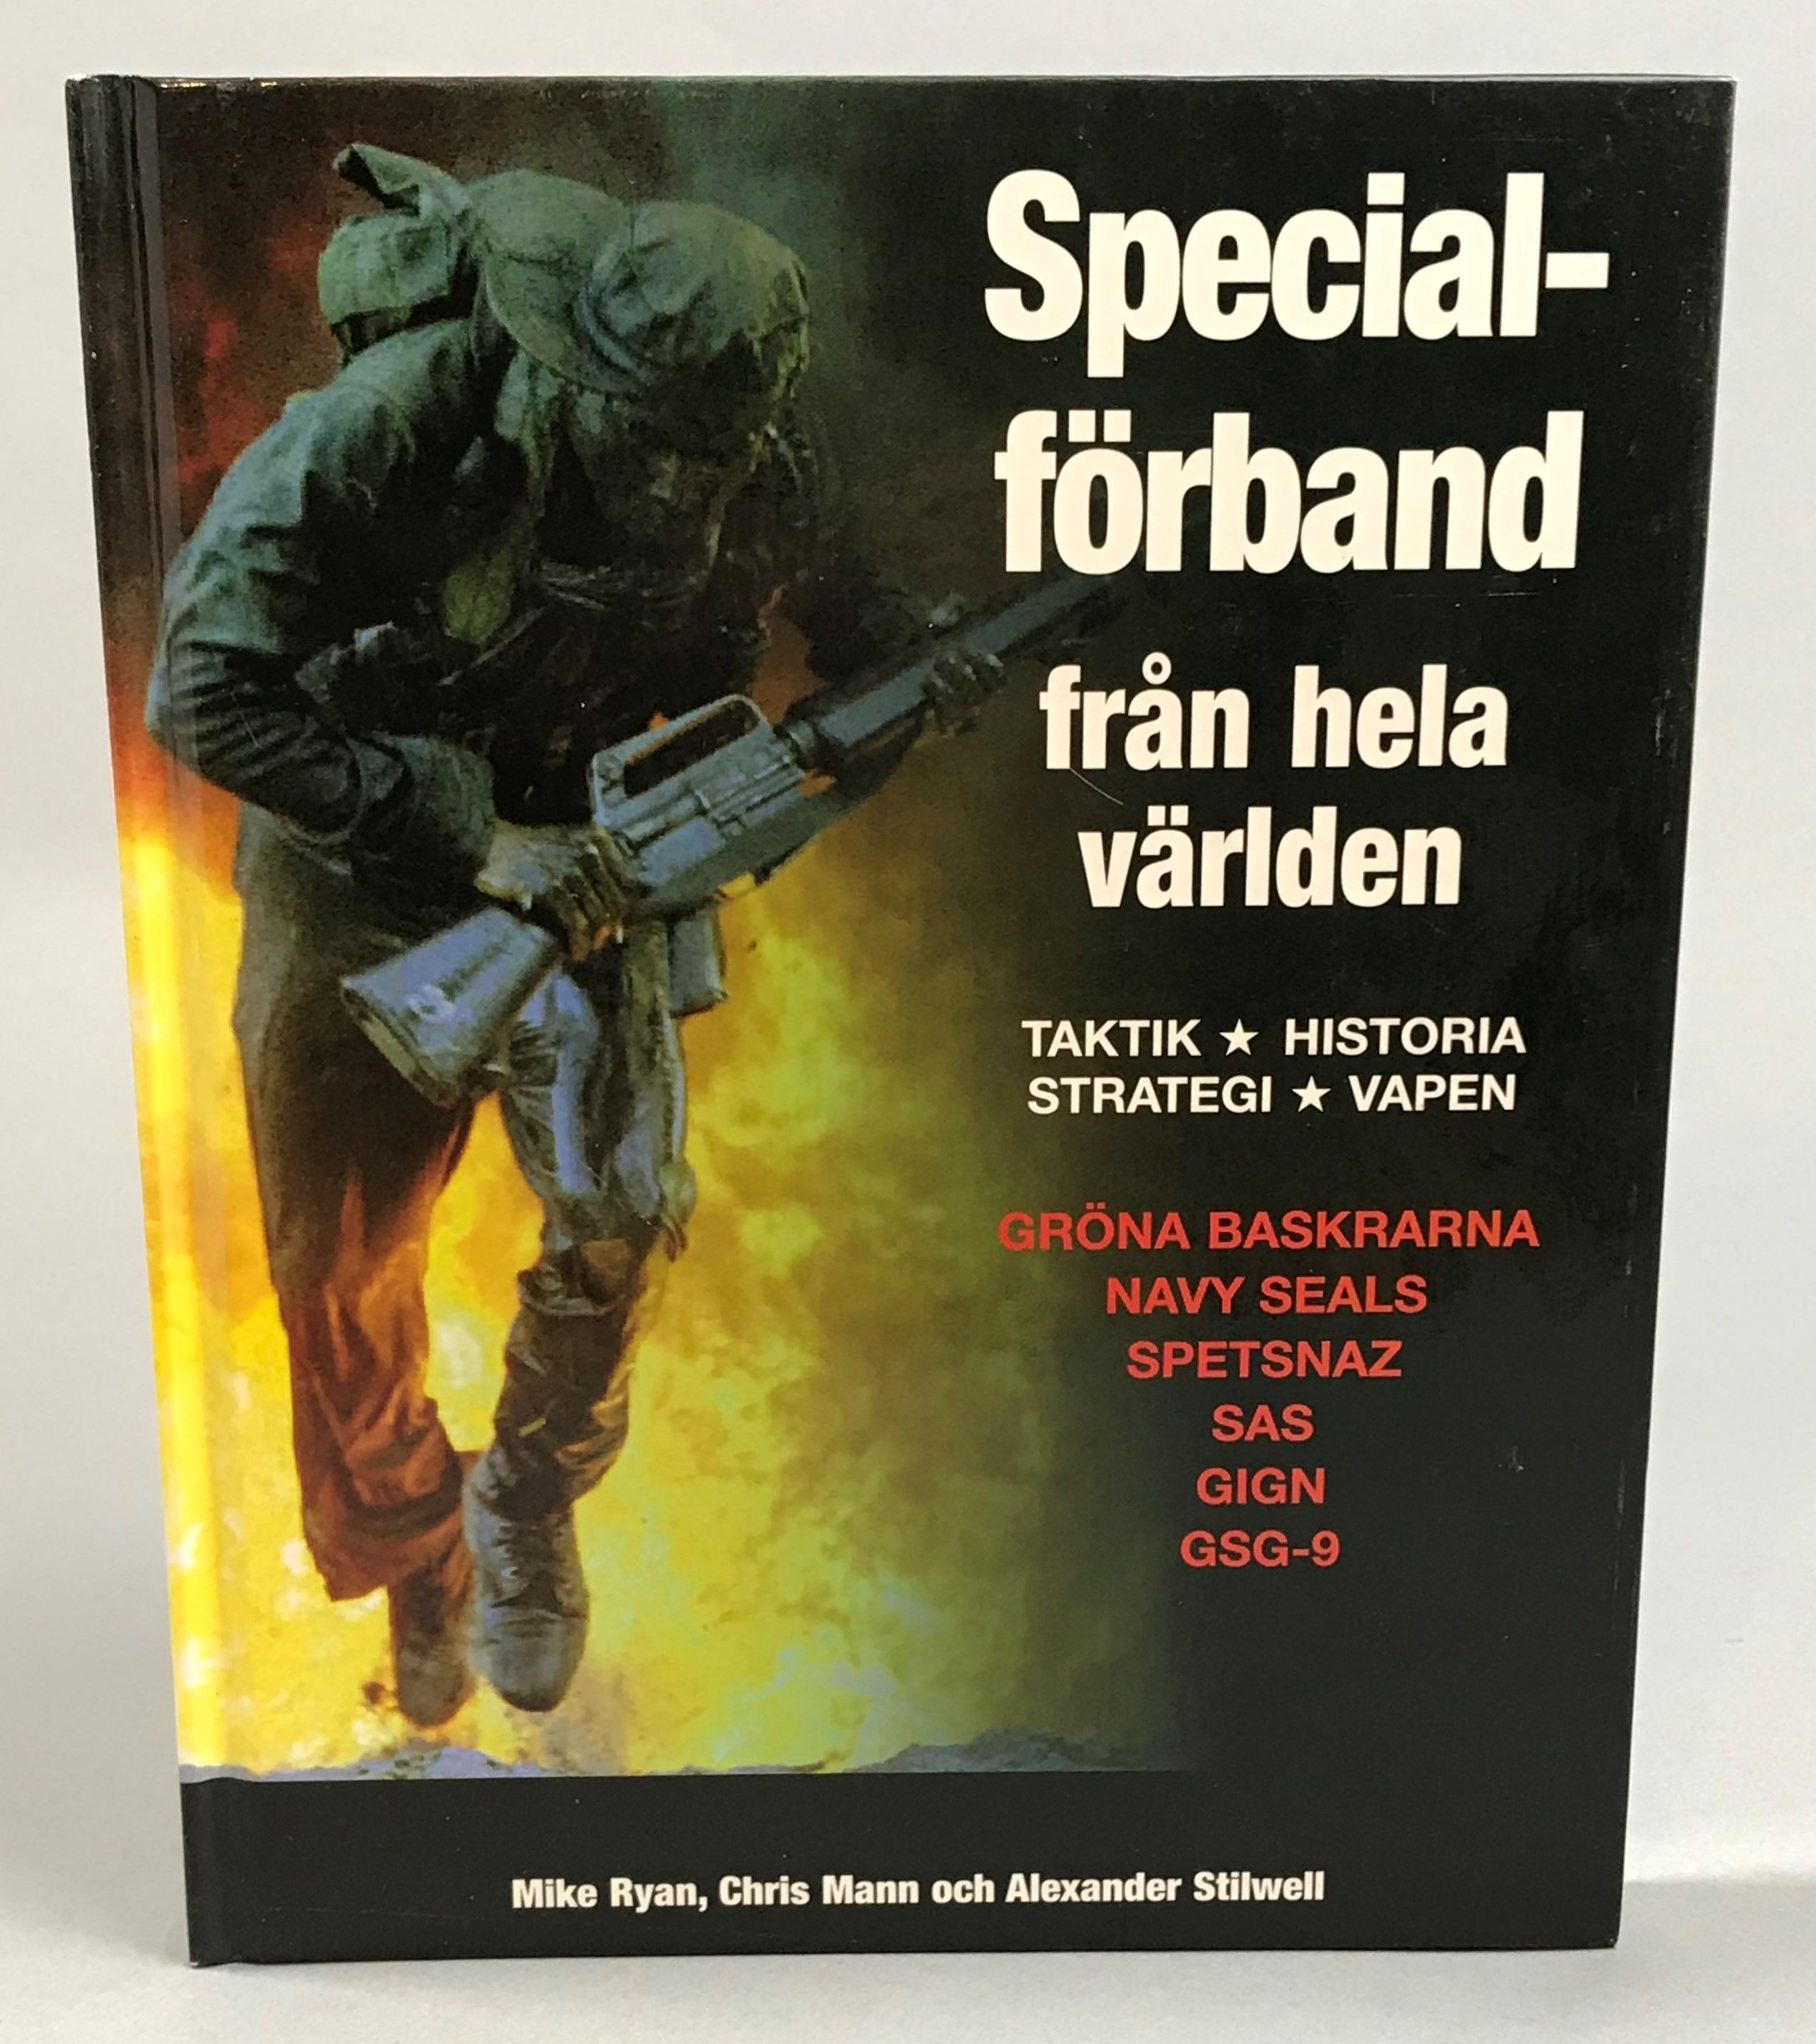 Special-
förband
från hela
världen
TAKTIK ★ HISTORIA
STRATEGI ★ VAPEN
GRÖNA BASKRARNA
NAVY SEALS
SPETSNAZ
SAS
GIGN
GSG-9
Mike Ryan, Chris Mann och Alexander Stilwell